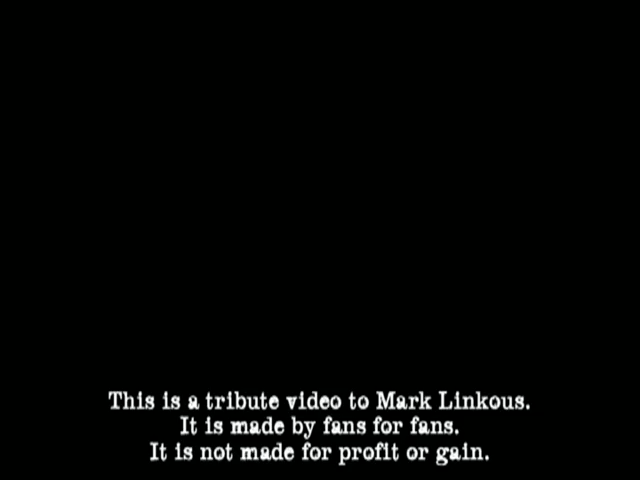 This is a tribute video to Mark Linkous.
It is made by fans for fans.
It is not made for profit or gain.